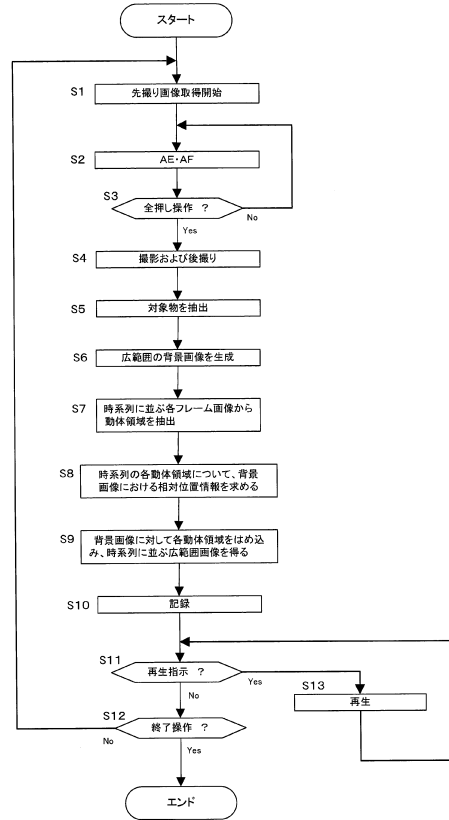 スタート
S1
先撮り画像取得開始
S2
AE・AF
S3
全押し操作 ?
No
Yes
S4
撮影および後撮り
S5
対象物を抽出
S6
広範囲の背景画像を生成
S7
時系列に並ぶ各フレーム画像から
動体領域を抽出
S8
時系列の各動体領域について、背景
画像における相対位置情報を求める
S9
背景画像に対して各動体領域をはめ込
み、時系列に並ぶ広範囲画像を得る
S10
記録
S11
再生指示 ?
Yes
No
S13
再生
S12
終了操作 ?
No
Yes
エンド